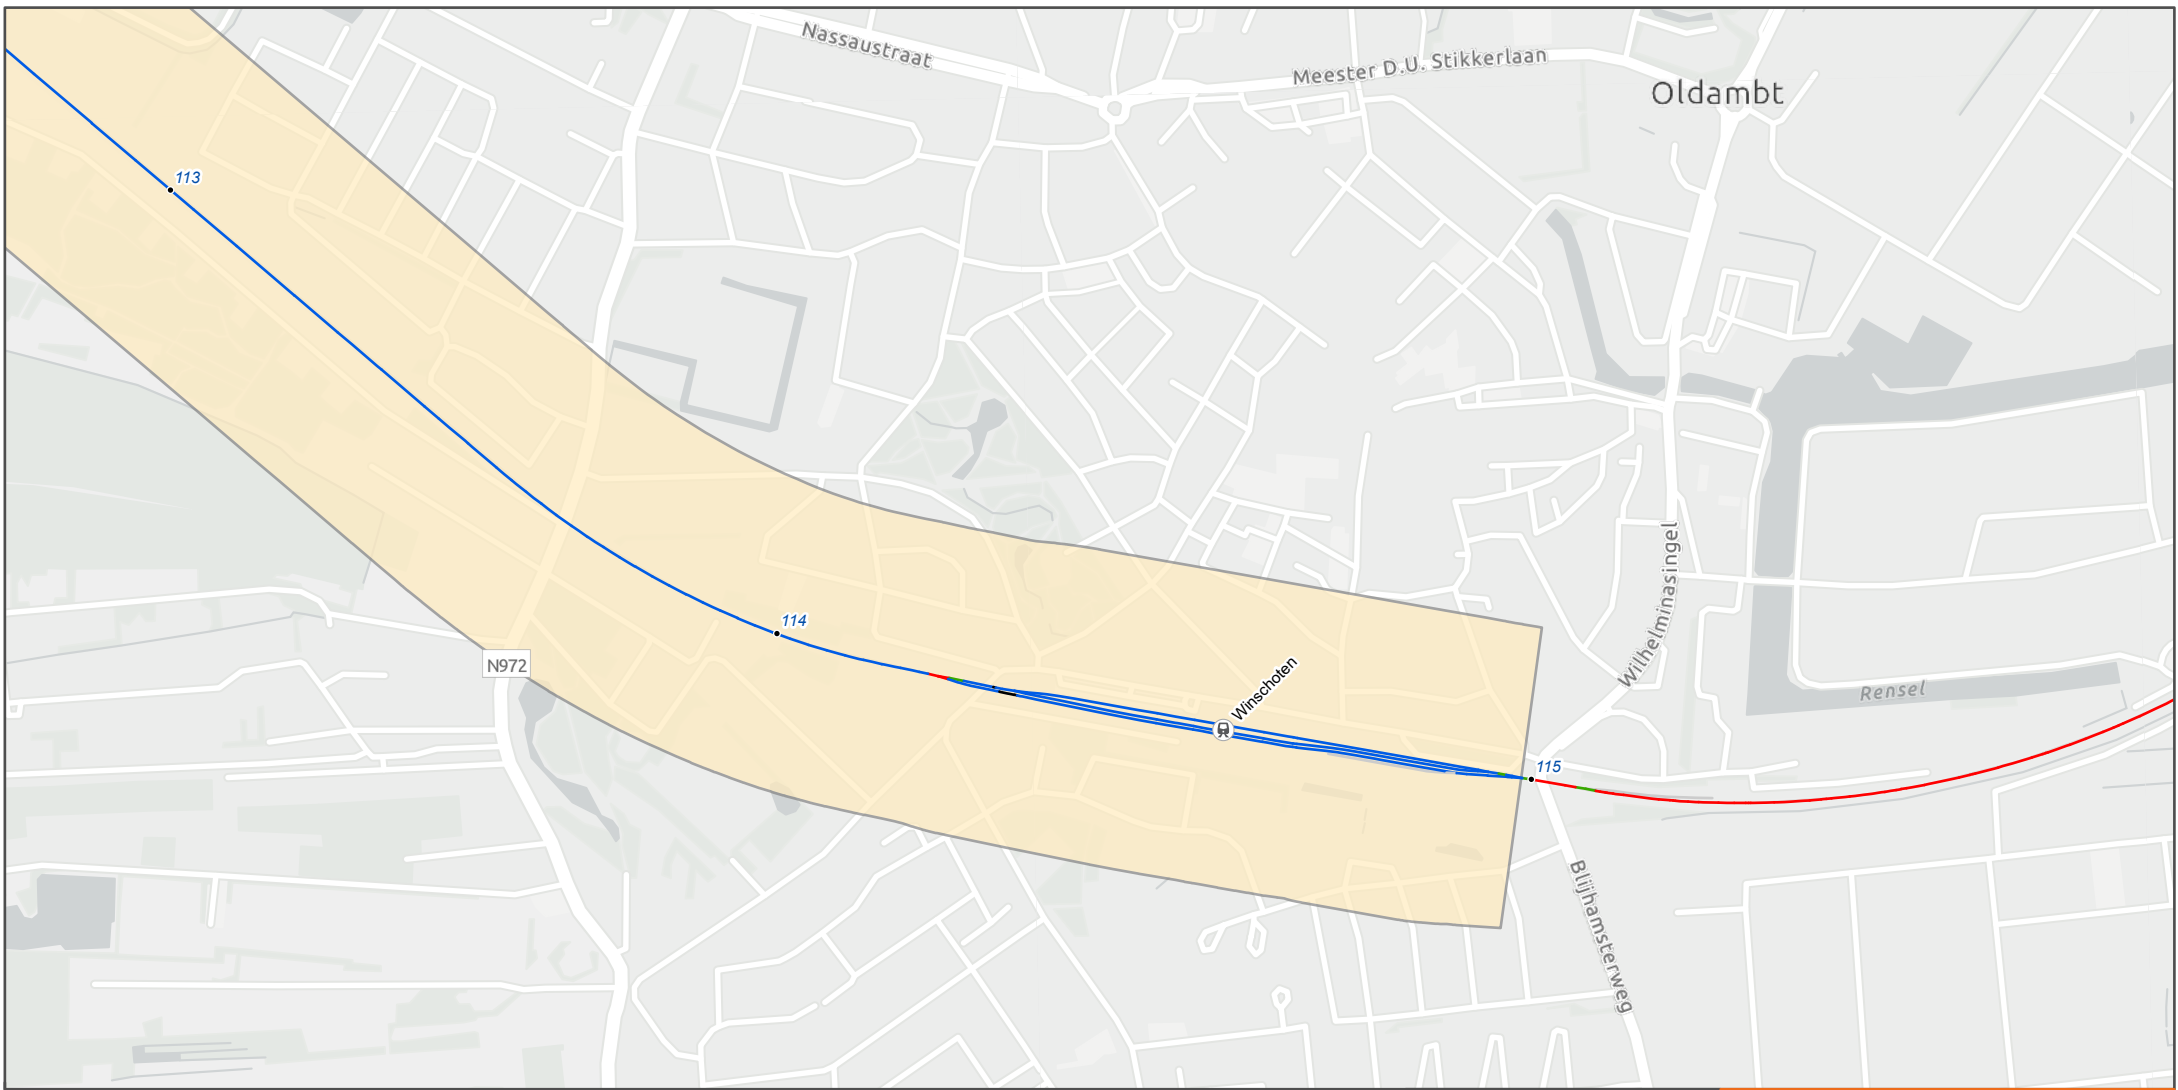 Nassaustraat
Meester D.U. Stikkerlaan
Oldambt
113
114
N972
Winschoten
115
Wilhelminasingel
Rensel
Blijhamsterweg